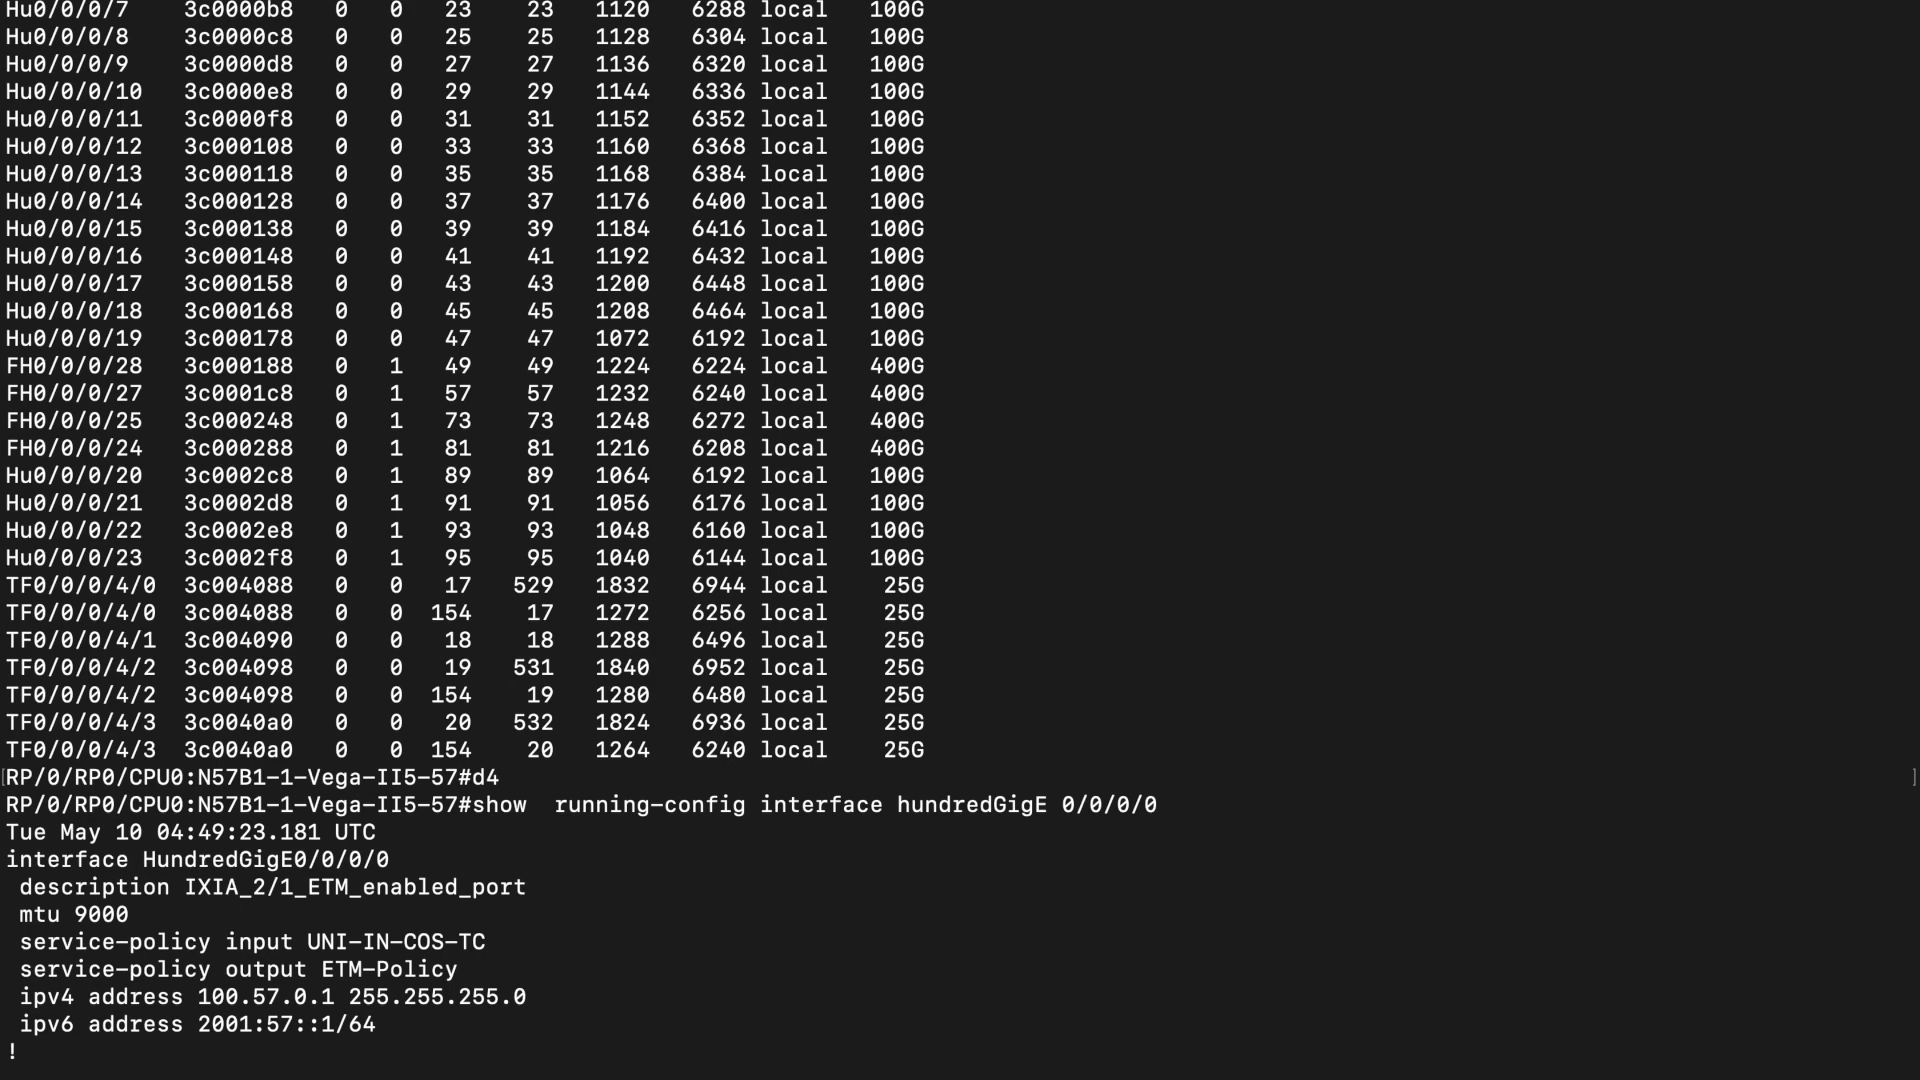 Hu0/0/0/7    3c0000b8   0   0   23    23   1120   6288 local   100G
Hu0/0/0/8    3c0000c8   0   0   25    25   1128   6304 local   100G
Hu0/0/0/9    3c0000d8   0   0   27    27   1136   6320 local   100G
Hu0/0/0/10   3c0000e8   0   0   29    29   1144   6336 local   100G
Hu0/0/0/11   3c0000f8   0   0   31    31   1152   6352 local   100G
Hu0/0/0/12   3c000108   0   0   33    33   1160   6368 local   100G
Hu0/0/0/13   3c000118   0   0   35    35   1168   6384 local   100G
Hu0/0/0/14   3c000128   0   0   37    37   1176   6400 local   100G
Hu0/0/0/15   3c000138   0   0   39    39   1184   6416 local   100G
Hu0/0/0/16   3c000148   0   0   41    41   1192   6432 local   100G
Hu0/0/0/17   3c000158   0   0   43    43   1200   6448 local   100G
Hu0/0/0/18   3c000168   0   0   45    45   1208   6464 local   100G
Hu0/0/0/19   3c000178   0   0   47    47   1072   6192 local   100G
FH0/0/0/28   3c000188   0   1   49    49   1224   6224 local   400G
FH0/0/0/27   3c0001c8   0   1   57    57   1232   6240 local   400G
FH0/0/0/25   3c000248   0   1   73    73   1248   6272 local   400G
FH0/0/0/24   3c000288   0   1   81    81   1216   6208 local   400G
Hu0/0/0/20   3c0002c8   0   1   89    89   1064   6192 local   100G
Hu0/0/0/21   3c0002d8   0   1   91    91   1056   6176 local   100G
Hu0/0/0/22   3c0002e8   0   1   93    93   1048   6160 local   100G
Hu0/0/0/23   3c0002f8   0   1   95    95   1040   6144 local   100G
TF0/0/0/4/0  3c004088   0   0   17   529   1832   6944 local    25G
TF0/0/0/4/0  3c004088   0   0  154    17   1272   6256 local    25G
TF0/0/0/4/1  3c004090   0   0   18    18   1288   6496 local    25G
TF0/0/0/4/2  3c004098   0   0   19   531   1840   6952 local    25G
TF0/0/0/4/2  3c004098   0   0  154    19   1280   6480 local    25G
TF0/0/0/4/3  3c0040a0   0   0   20   532   1824   6936 local    25G
TF0/0/0/4/3  3c0040a0   0   0  154    20   1264   6240 local    25G
RP/0/RP0/CPU0:N57B1-1-Vega-II5-57#d4
RP/0/RP0/CPU0:N57B1-1-Vega-II5-57#show  running-config interface hundredGigE 0/0/0/0
Tue May 10 04:49:23.181 UTC
interface HundredGigE0/0/0/0
 description IXIA_2/1_ETM_enabled_port
 mtu 9000
 service-policy input UNI-IN-COS-TC
 service-policy output ETM-Policy
 ipv4 address 100.57.0.1 255.255.255.0
 ipv6 address 2001:57::1/64
!